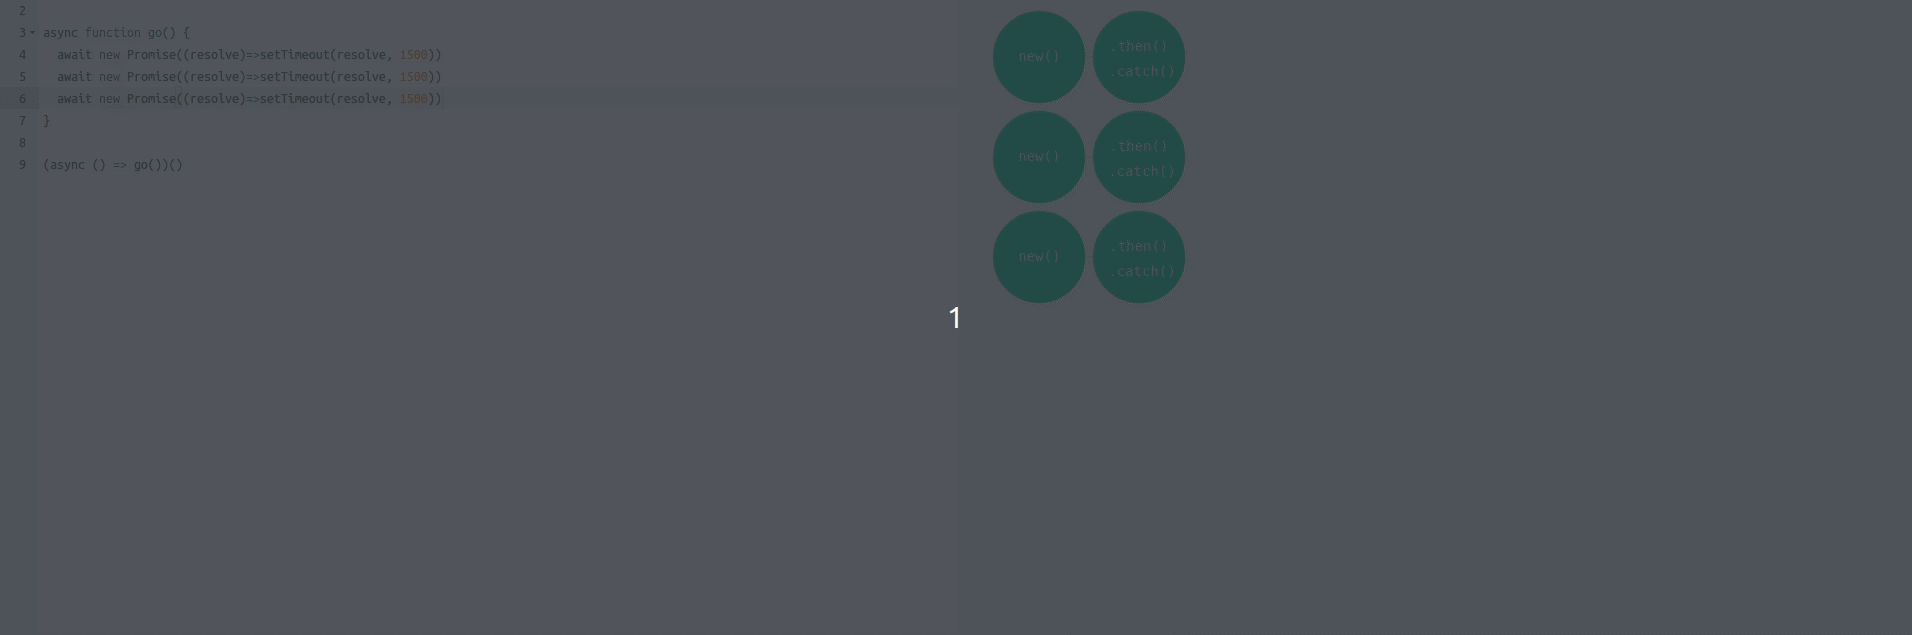 2
3 async function go() {
4 await new Promise((resolve)=>setTimeout(resolve, 1500))
5 await new Promise((resolve)=>setTimeout(resolve, 1500))
6 await new Promise((resolve)=>setTimeout(resolve, 1500))
7 }
8
9 (async () => go())()
new()
.then()
.catch()
new()
.then()
.catch()
new()
.then()
.catch()
1